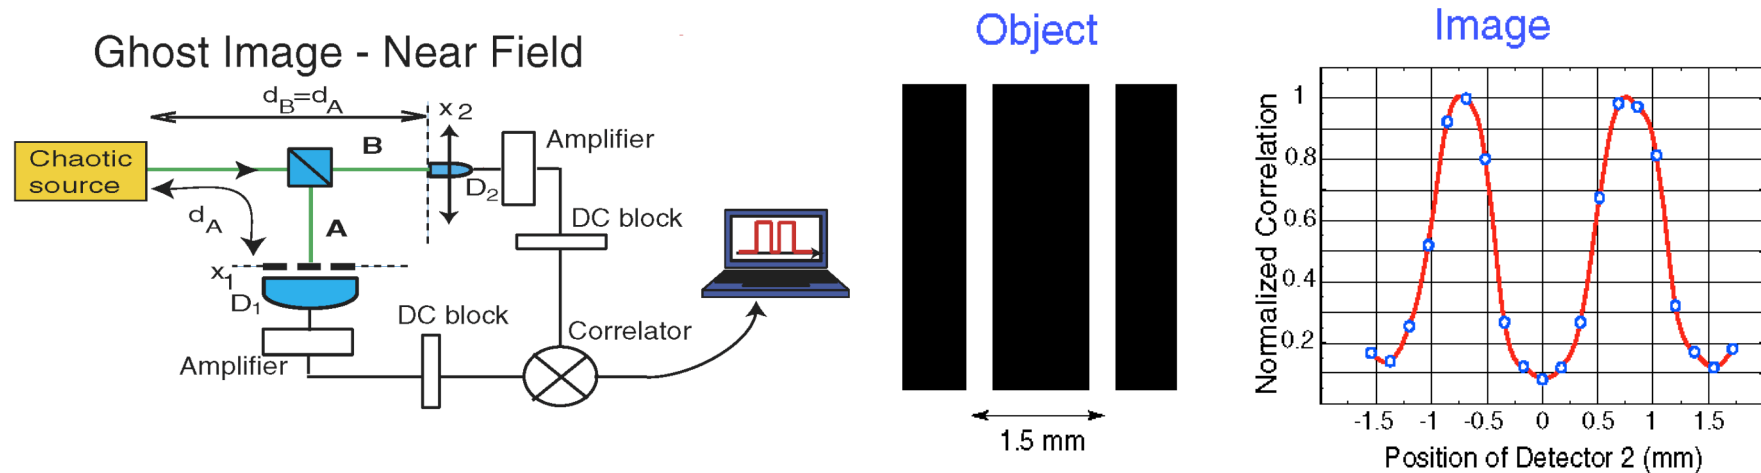 Ghost Image - Near Field
d_B=d_A
Chaotic
source
B
x_2
D_2
Amplifier
d_A
A
x_1
D_1
DC block
DC block
Amplifier
Correlator
Object
1.5 mm
Image
Normalized Correlation
1
0.8
0.6
0.4
0.2
-1.5 -1 -0.5 0 0.5 1 1.5
Position of Detector 2 (mm)